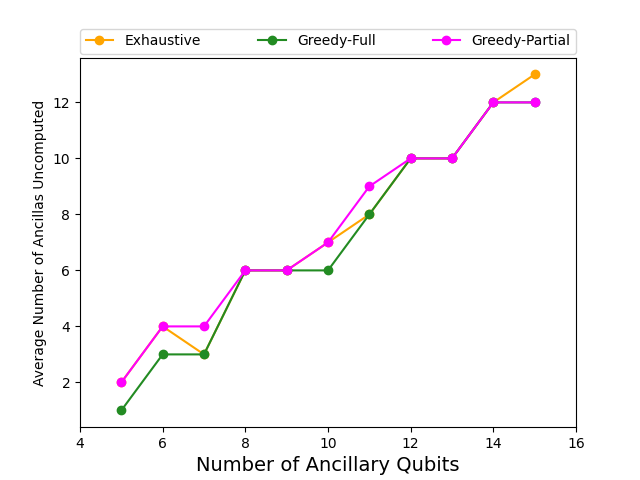 Exhaustive Greedy-Full Greedy-Partial
Average Number of Ancillas Uncomputed
12
10
8
6
4
2
4 6 8 10 12 14 16
Number of Ancillary Qubits